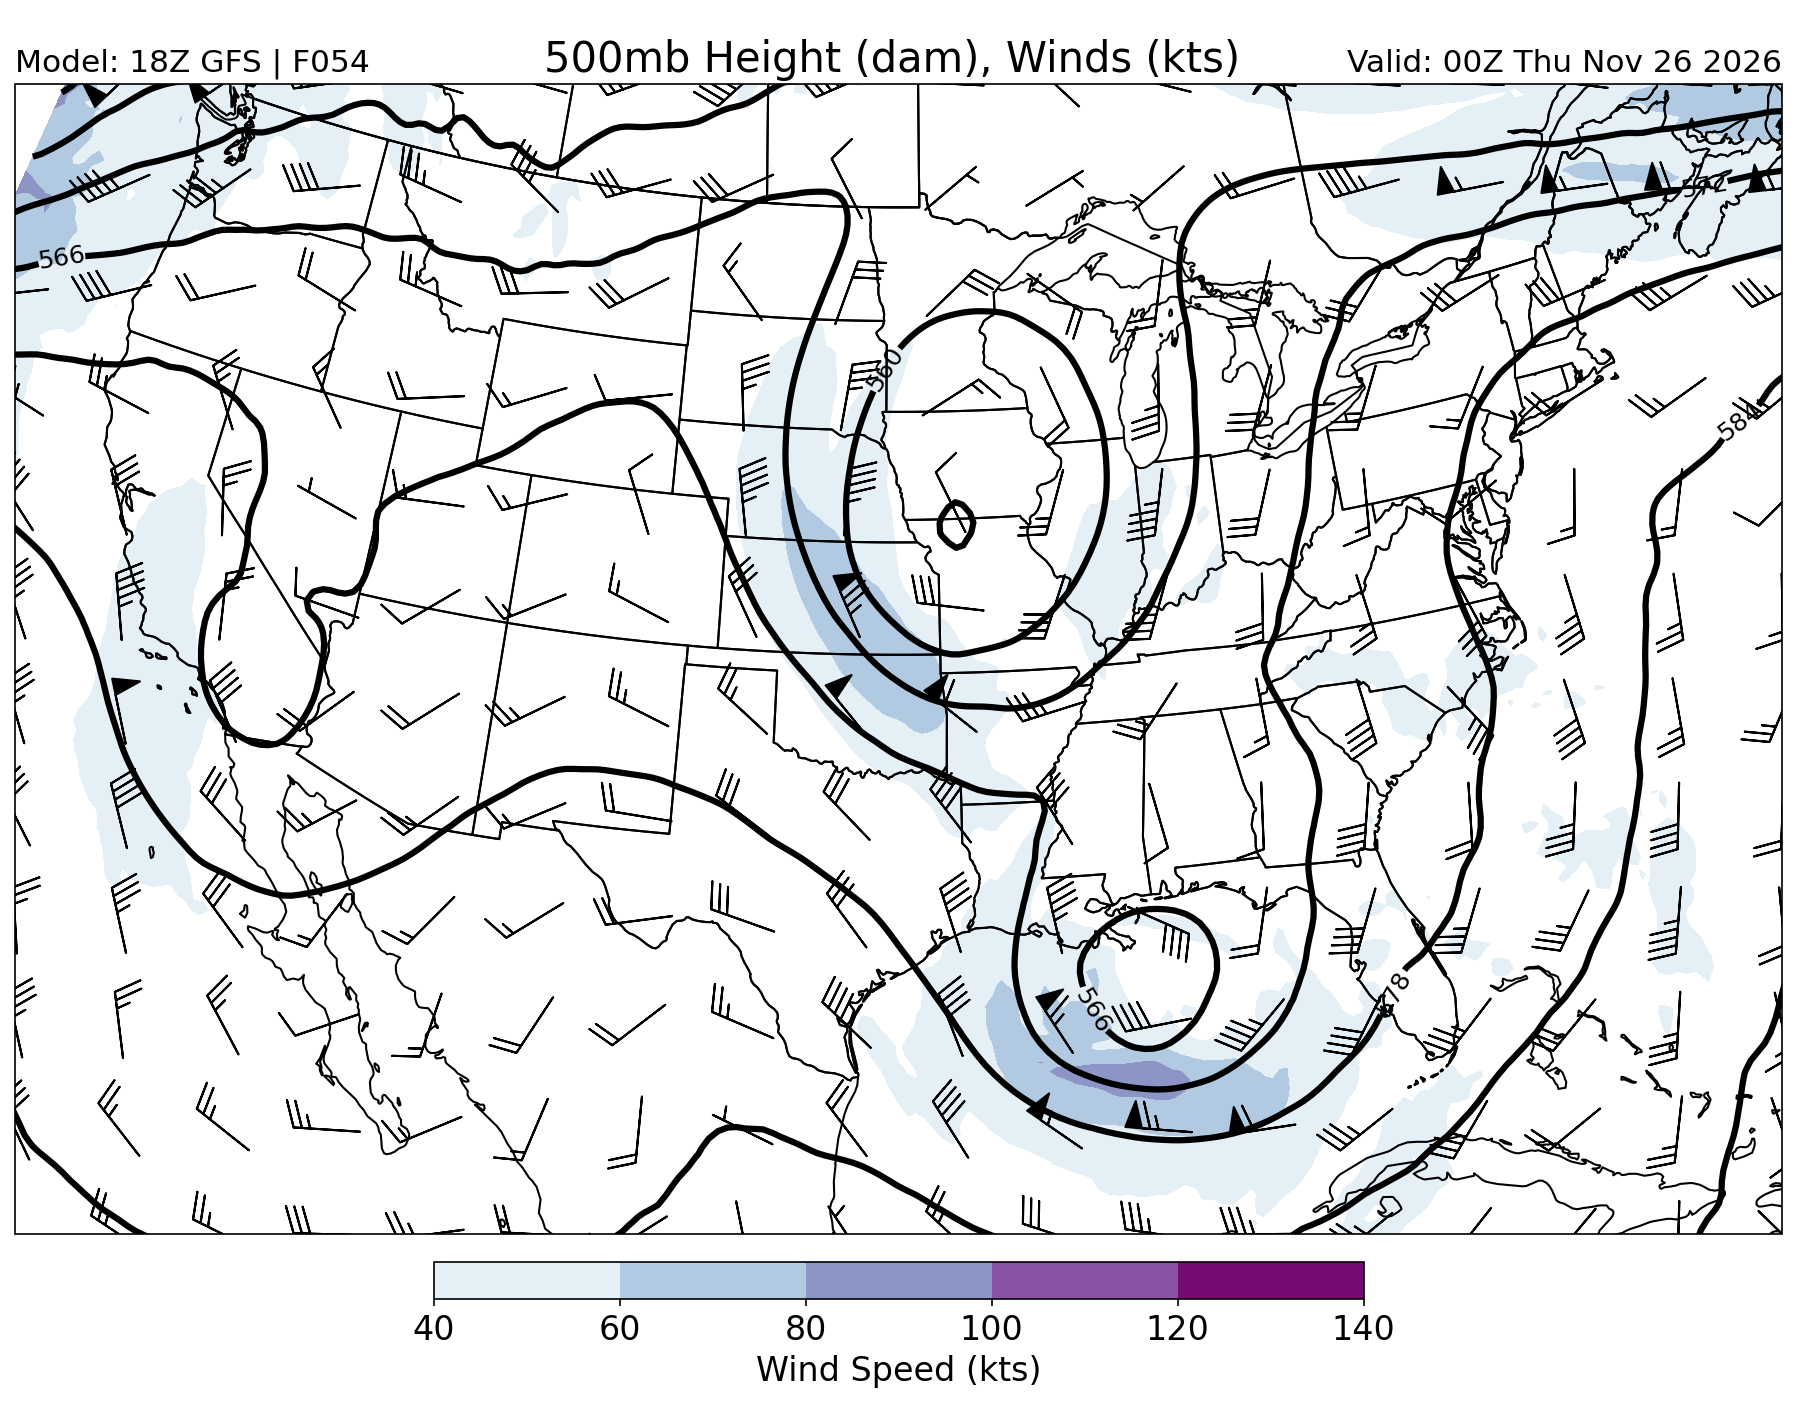 Model: 18Z GFS | F054
500mb Height (dam), Winds (kts)
Valid: 00Z Thu Nov 26 2026
572
566
560
584
566
578
40 60 80 100 120 140
Wind Speed (kts)